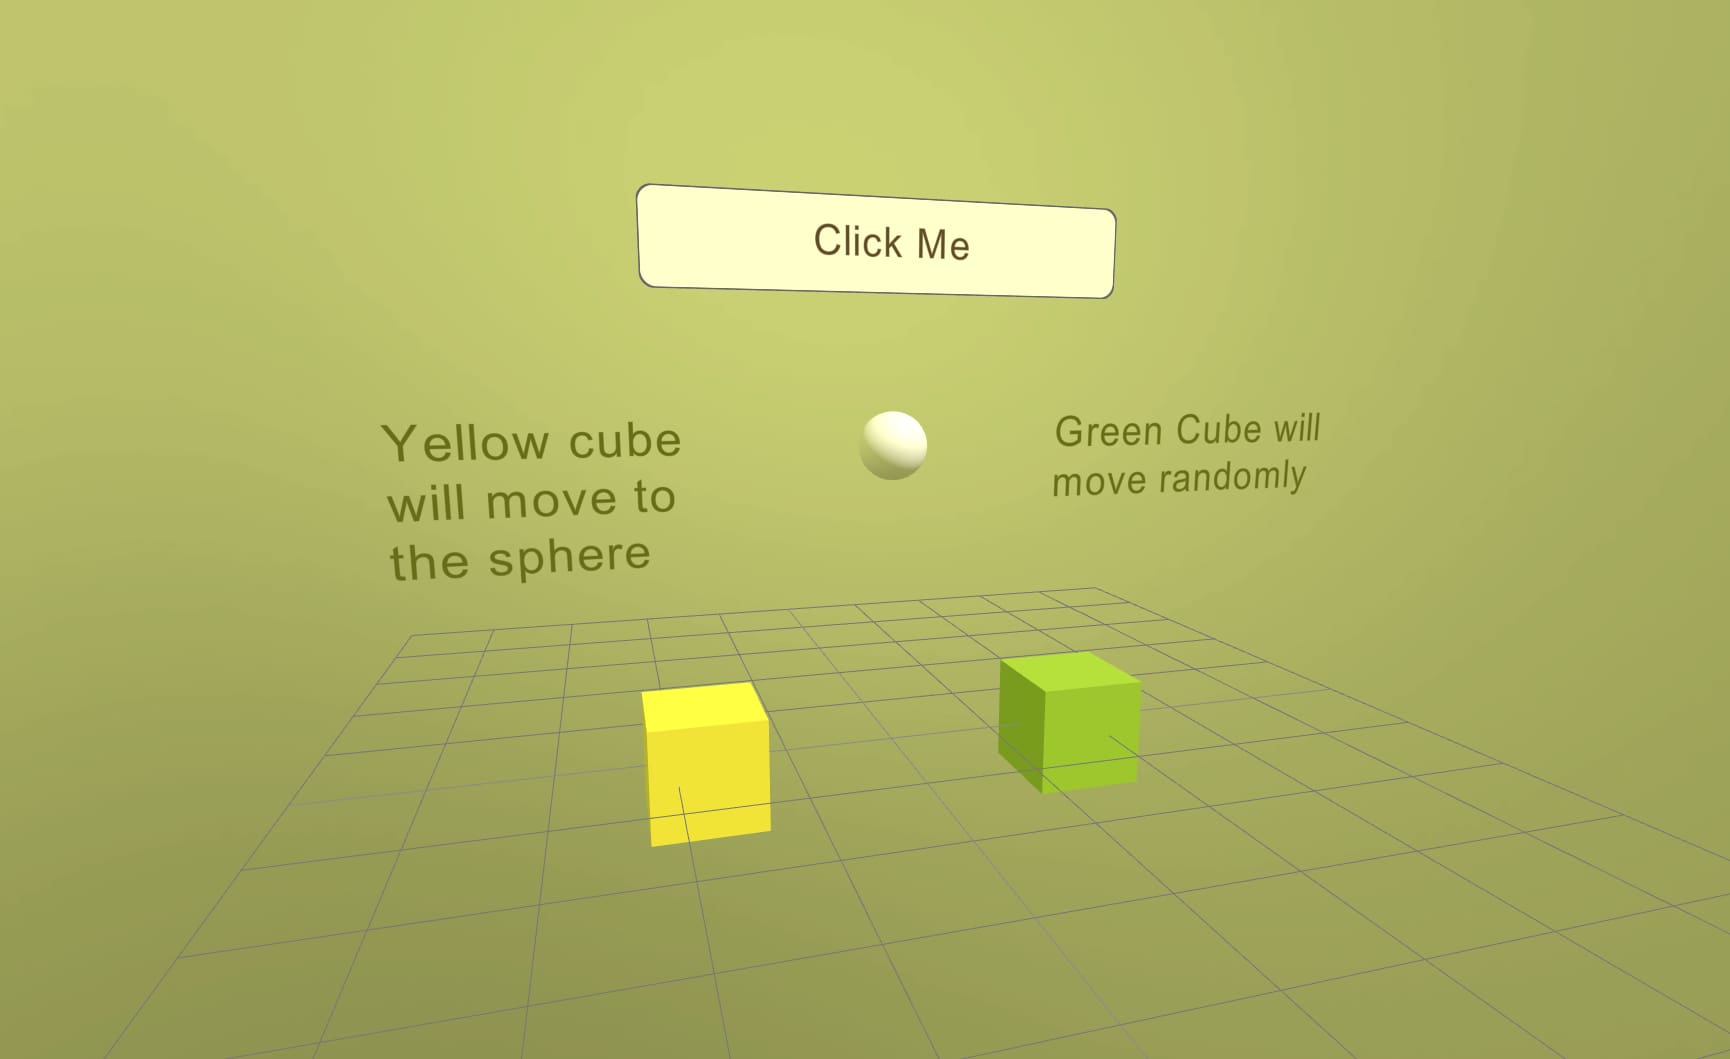 Click Me
Yellow cube
will move to
the sphere
Green Cube will
move randomly